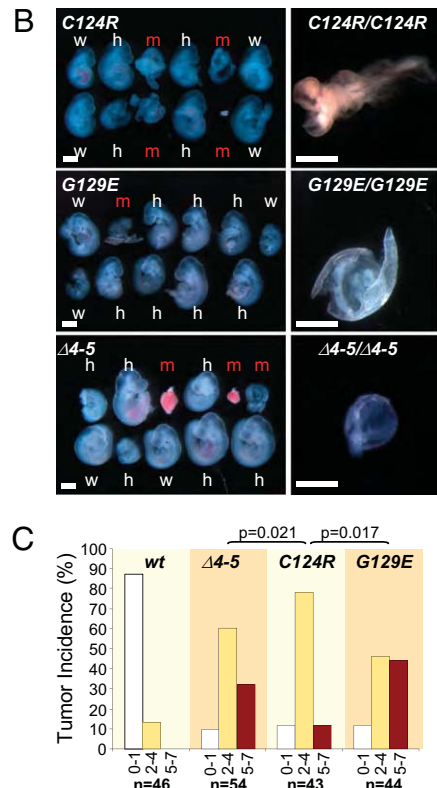 B
C124R
w h m h m w
w h m h m w
C124R/C124R
G129E
w m h h h w
w h h h h
G129E/G129E
Δ4-5
h h m h m m
w h w h h
Δ4-5/Δ4-5
C
p=0.021 p=0.017
wt Δ4-5 C124R G129E
Tumor Incidence (%)
100
90
80
70
60
50
40
30
20
10
0
0-1 2-4 5-7 0-1 2-4 5-7 0-1 2-4 5-7 0-1 2-4 5-7
n=46 n=54 n=43 n=44